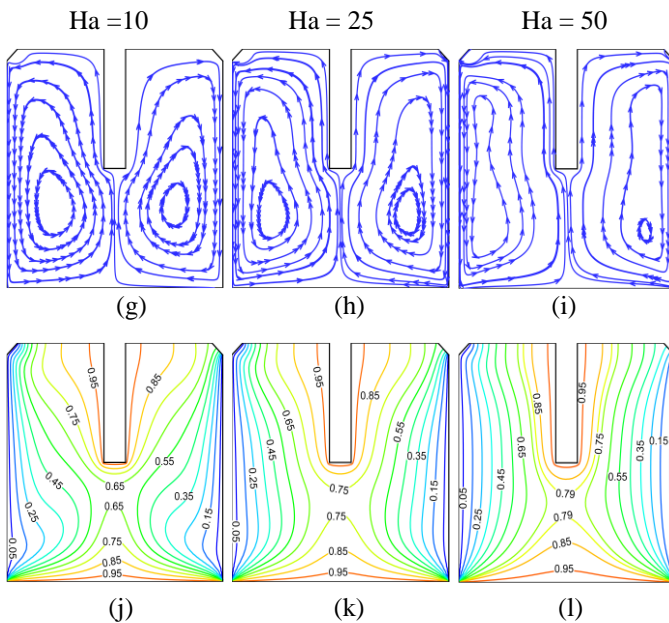 Ha =10 Ha = 25 Ha = 50
(g) (h) (i)
0.95 0.85 0.75 0.55 0.65 0.65 0.45 0.35 0.25 0.15 0.75 0.85 0.95 0.05
0.95 0.85 0.65 0.55 0.45 0.35 0.25 0.15 0.75 0.75 0.85 0.95 0.05
0.95 0.85 0.75 0.65 0.55 0.45 0.35 0.25 0.15 0.05 0.79 0.79 0.85 0.95
(j) (k) (l)